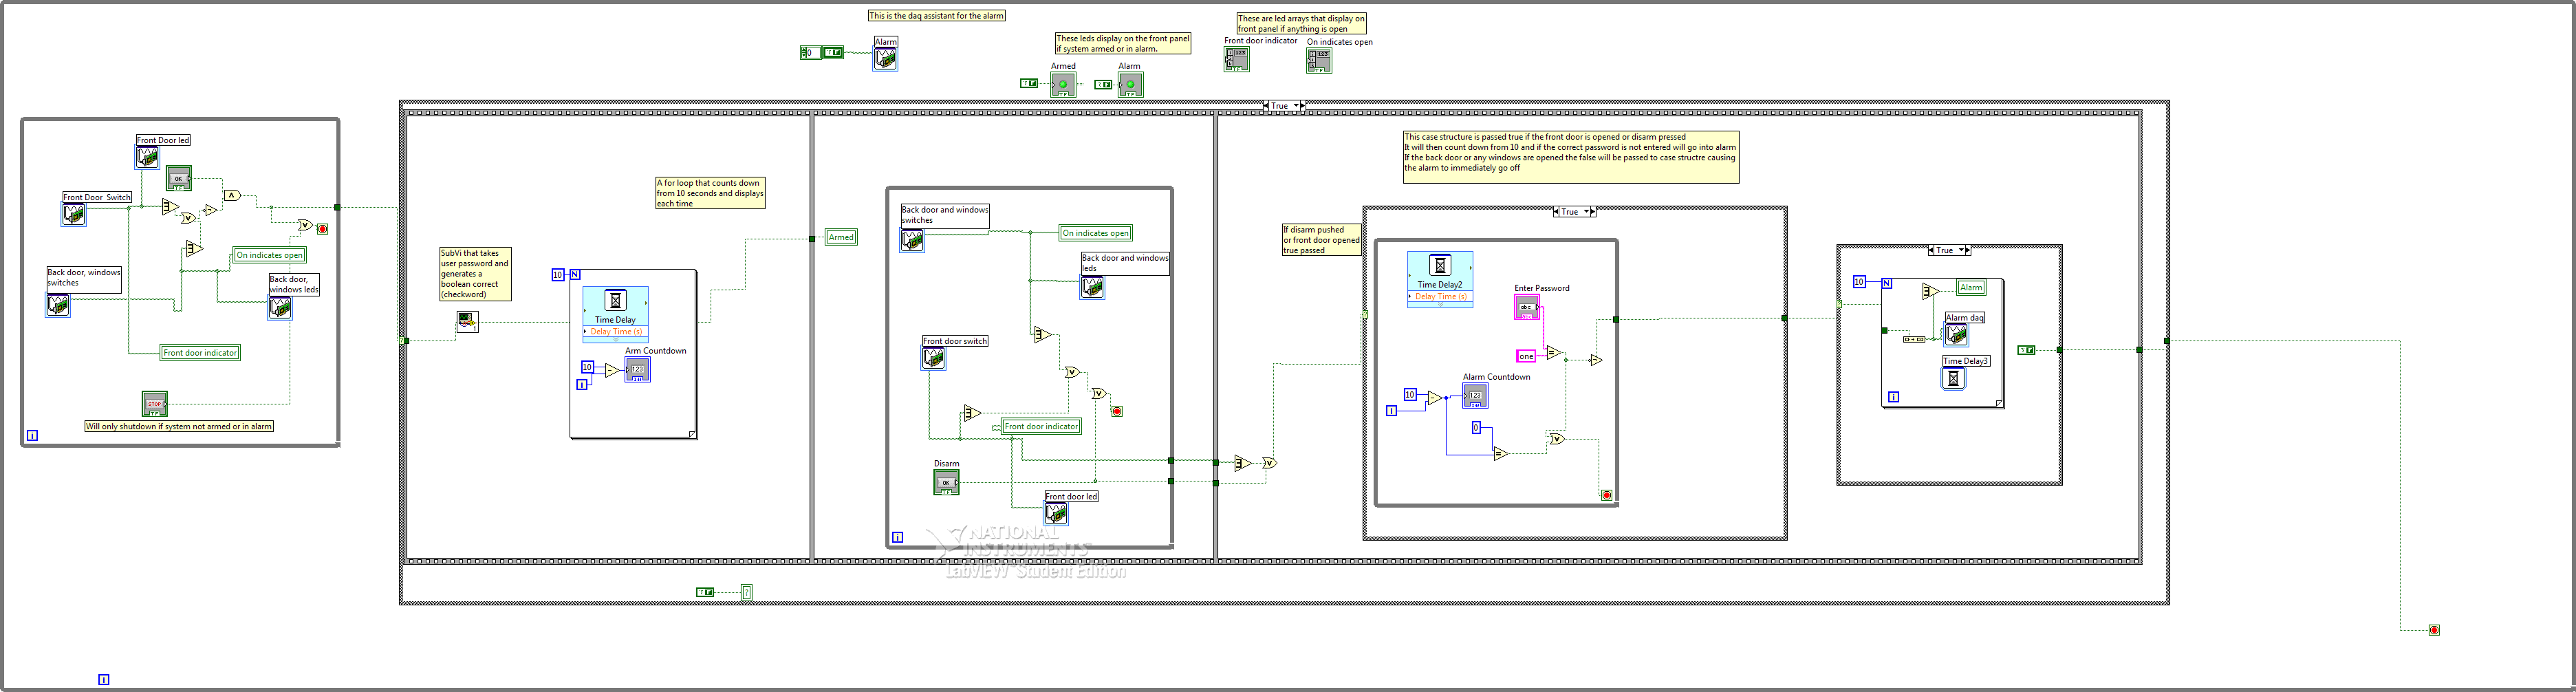 This is the daq assistant for the alarm
0
Alarm
These leds display on the front panel
if system armed or in alarm.
Armed
Alarm
These are led arrays that display on
front panel if anything is open
Front door indicator
On indicates open
True
Front Door led
OK
Front Door Switch
On indicates open
Back door, windows
switches
Back door,
windows leds
Front door indicator
STOP
Will only shutdown if system not armed or in alarm
i
SubVi that takes
user password and
generates a
boolean correct
(checkword)
A for loop that counts down
from 10 seconds and displays
each time
10
N
Time Delay
Delay Time (s)
Arm Countdown
10
123
i
Armed
Back door and windows
switches
On indicates open
Back door and windows
leds
Front door switch
Front door indicator
Disarm
OK
Front door led
i
NATIONAL
INSTRUMENTS
LabVIEW Student Edition
This case structure is passed true if the front door is opened or disarm pressed
It will then count down from 10 and if the correct password is not entered will go into alarm
If the back door or any windows are opened the false will be passed to case structre causing
the alarm to immediately go off
If disarm pushed
or front door opened
true passed
True
Time Delay2
Delay Time (s)
Enter Password
abc
one
Alarm Countdown
10
123
i
0
True
10
N
Alarm
Alarm daq
Time Delay3
i
?
i